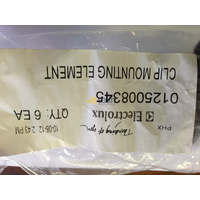 PHX
Electrolux
Thinking of you
0125008345
CLIP MOUNTING ELEMENT
QTY: 6 EA
10-08-12 2:43 PM